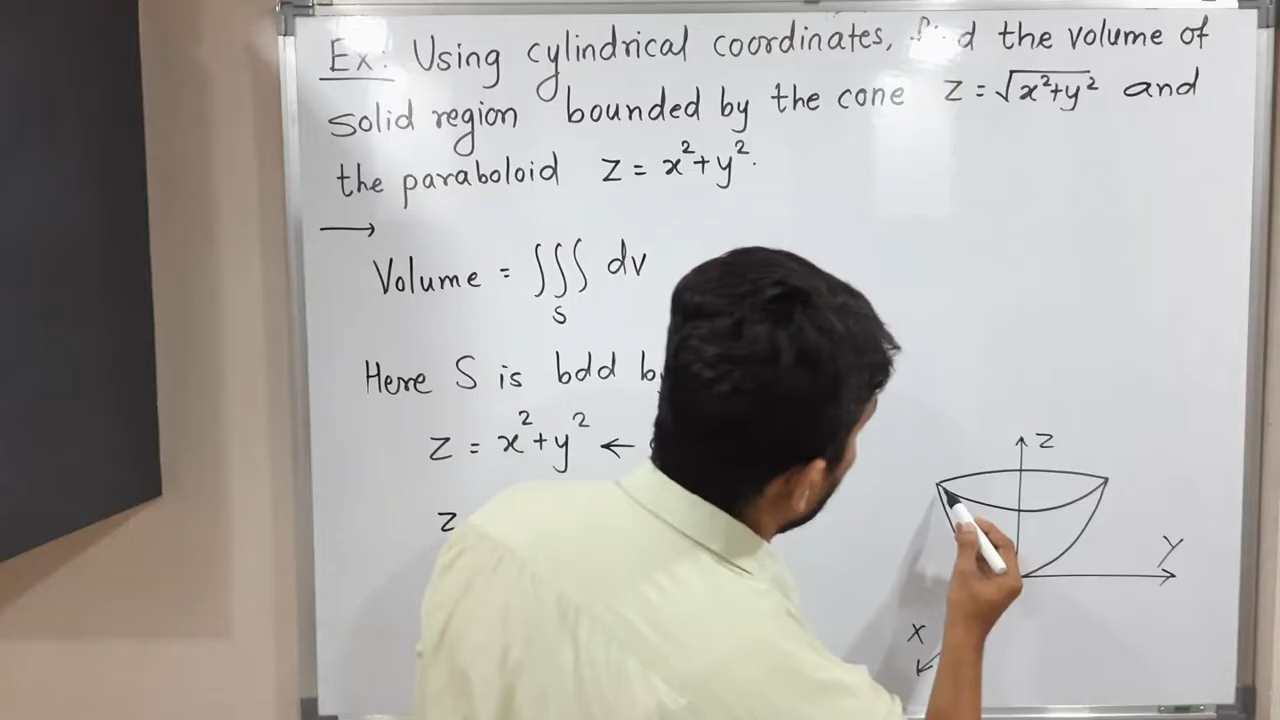 Ex: Using cylindrical coordinates, find the volume of
solid region bounded by the cone z = √x²+y² and
the paraboloid z = x²+y².
→
Volume = ∭ dv
S
Here S is bdd
z = x²+y² ←
z
Z
Y
X